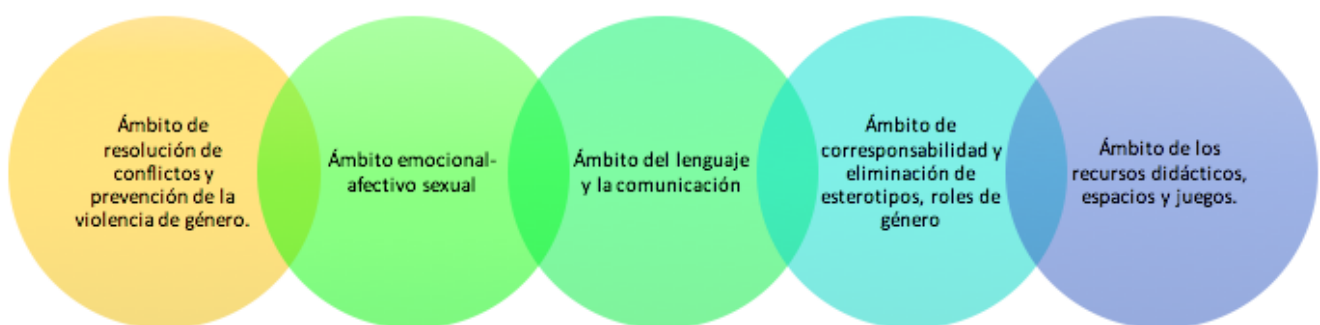 Ámbito de
resolución de
conflictos y
prevención de la
violencia de género.
Ámbito emocional-
afectivo sexual
Ámbito del lenguaje
y la comunicación
Ámbito de
corresponsabilidad y
eliminación de
esterotipos, roles de
género
Ámbito de los
recursos didácticos,
espacios y juegos.